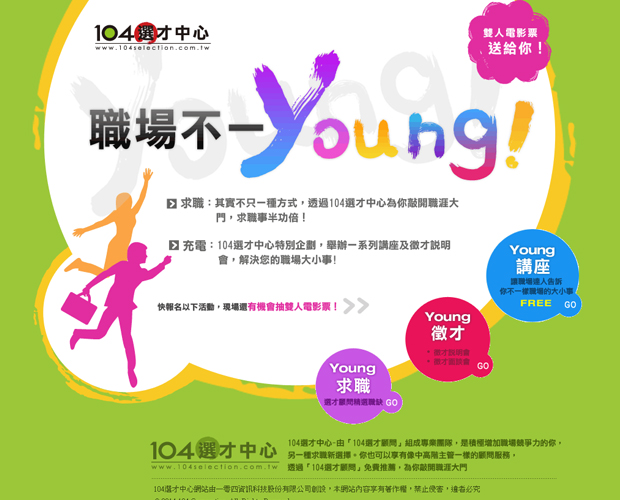 104選才中心
www.104selection.com.tw
雙人電影票
送給你！
職場不一Young!
求職：其實不只一種方式，透過104選才中心為你敲開職涯大
門，求職事半功倍！
充電：104選才中心特別企劃，舉辦一系列講座及徵才說明
會，解決您的職場大小事!
快報名以下活動，現場還有機會抽雙人電影票！
Young
講座
讓職場達人告訴
你不一樣職場的大小事
FREE GO
Young
徵才
GO
Young
求職
選才顧問精選職缺 GO
104選才中心
www.104selection.com.tw
104選才中心-由「104選才顧問」組成專業團隊，是積極增加職場競爭力的你，
另一種求職新選擇。你也可以享有像中高階主管一樣的顧問服務，
透過「104選才顧問」免費推薦，為你敲開職涯大門
104選才中心網站由一零四資訊科技股份有限公司創設，本網站內容享有著作權，禁止侵害，違者必究